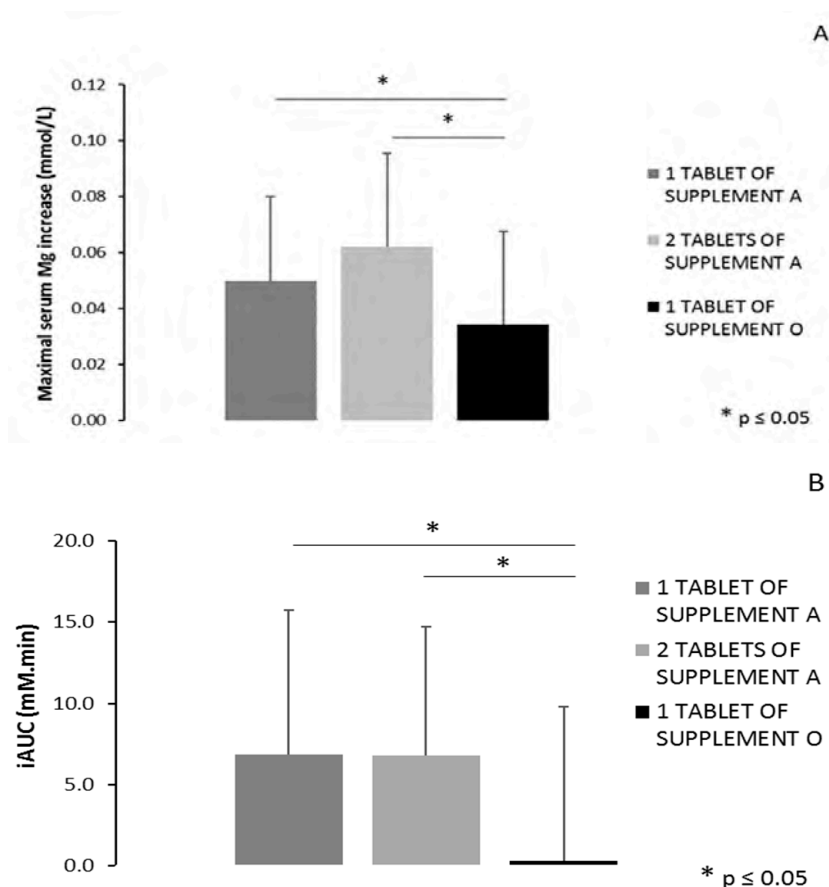 A
Maximal serum Mg increase (mmol/L)
0.12
0.10
0.08
0.06
0.04
0.02
0.00
*
*
1 TABLET OF
SUPPLEMENT A
2 TABLETS OF
SUPPLEMENT A
1 TABLET OF
SUPPLEMENT O
* p ≤ 0.05
B
iAUC (mM.min)
20.0
15.0
10.0
5.0
0.0
*
*
1 TABLET OF
SUPPLEMENT A
2 TABLETS OF
SUPPLEMENT A
1 TABLET OF
SUPPLEMENT O
* p ≤ 0.05